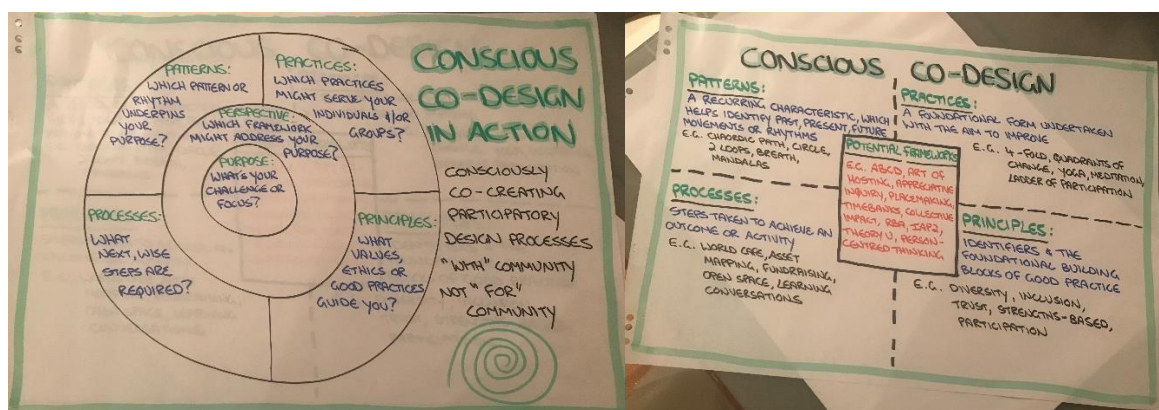 PATTERNS:
WHICH PATTERN OR
RHYTHM
UNDERPINS
YOUR
PURPOSE?
PRACTICES:
WHICH PRACTICES
MIGHT SERVE YOUR
INDIVIDUALS &/OR
GROUPS?
PERSPECTIVE:
WHICH FRAMEWORK
MIGHT ADDRESS YOUR
PURPOSE?
PURPOSE:
WHAT'S YOUR
CHALLENGE OR
FOCUS?
PROCESSES:
WHAT
NEXT, WISE
STEPS ARE
REQUIRED?
PRINCIPLES:
WHAT
VALUES,
ETHICS OR
GOOD PRACTICES
GUIDE YOU?
CONSCIOUS
CO-DESIGN
IN ACTION
CONSCIOUSLY
CO-CREATING
PARTICIPATORY
DESIGN PROCESSES
"WITH" COMMUNITY
NOT "FOR"
COMMUNITY
CONSCIOUS CO-DESIGN
PATTERNS:
A RECURRING CHARACTERISTIC, WHICH
HELPS IDENTIFY PAST, PRESENT, FUTURE
MOVEMENTS OR RHYTHMS
E.G. CHAORDIC PATH, CIRCLE,
2 LOOPS, BREATH,
MANDALAS
PRACTICES:
A FOUNDATIONAL FORM UNDERTAKEN
WITH THE AIM TO IMPROVE
E.G. 4-FOLD, QUADRANTS OF
CHANGE, YOGA, MEDITATION,
LADDER OF PARTICIPATION
POTENTIAL FRAMEWORKS
E.G. ABCD, ART OF
HOSTING, APPRECIATIVE
INQUIRY, PLACEMAKING,
TIMEBANKS, COLLECTIVE
IMPACT, RBA, IAP2,
THEORY U, PERSON-
CENTRED THINKING
PROCESSES:
STEPS TAKEN TO ACHIEVE AN
OUTCOME OR ACTIVITY
E.G. WORLD CAFE, ASSET
MAPPING, FUNDRAISING,
OPEN SPACE, LEARNING
CONVERSATIONS
PRINCIPLES:
IDENTIFIERS & THE
FOUNDATIONAL BUILDING
BLOCKS OF GOOD PRACTICE
E.G. DIVERSITY, INCLUSION,
TRUST, STRENGTHS-BASED,
PARTICIPATION